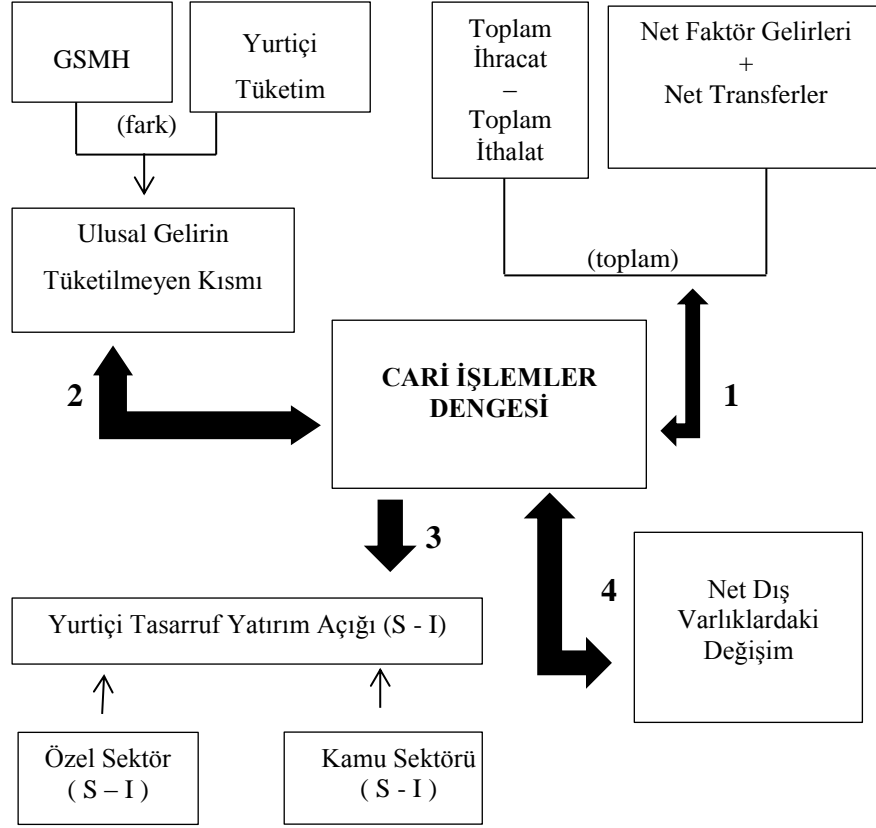 GSMH
Yurtiçi
Tüketim
(fark)
Toplam
İhracat
–
Toplam
İthalat
Net Faktör Gelirleri
+
Net Transferler
(toplam)
Ulusal Gelirin
Tüketilmeyen Kısmı
2
CARİ İŞLEMLER
DENGESİ
1
3
4
Yurtiçi Tasarruf Yatırım Açığı (S - I)
Net Dış
Varlıklardaki
Değişim
Özel Sektör
( S – I )
Kamu Sektörü
( S - I )